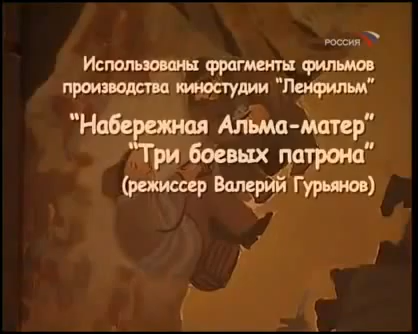 РОССИЯ
Использованы фрагменты фильмов
производства киностудии "Ленфильм"
"Набережная Альма-матер"
"Три боевых патрона"
(режиссер Валерий Гурьянов)